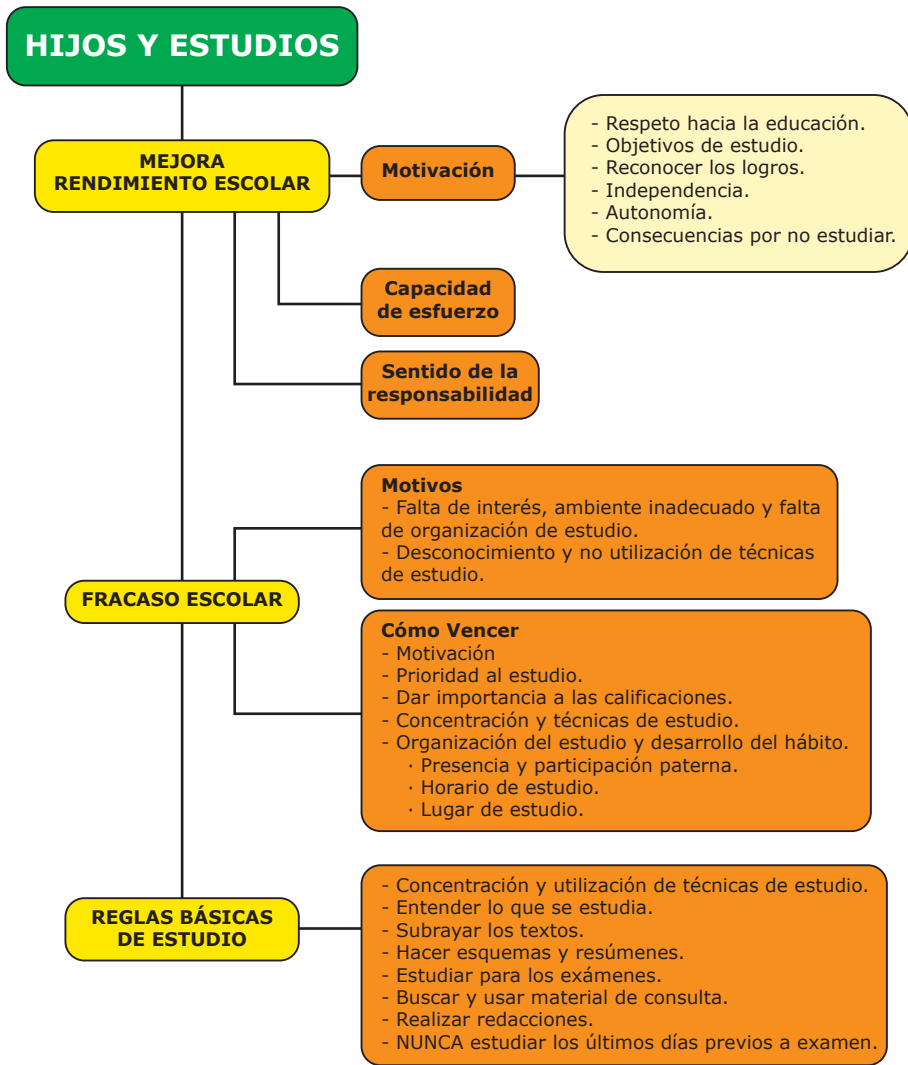 HIJOS Y ESTUDIOS
MEJORA
RENDIMIENTO ESCOLAR
Motivación
- Respeto hacia la educación.
- Objetivos de estudio.
- Reconocer los logros.
- Independencia.
- Autonomía.
- Consecuencias por no estudiar.
Capacidad
de esfuerzo
Sentido de la
responsabilidad
FRACASO ESCOLAR
Motivos
- Falta de interés, ambiente inadecuado y falta
de organización de estudio.
- Desconocimiento y no utilización de técnicas
de estudio.
Cómo Vencer
- Motivación
- Prioridad al estudio.
- Dar importancia a las calificaciones.
- Concentración y técnicas de estudio.
- Organización del estudio y desarrollo del hábito.
· Presencia y participación paterna.
· Horario de estudio.
· Lugar de estudio.
REGLAS BÁSICAS
DE ESTUDIO
- Concentración y utilización de técnicas de estudio.
- Entender lo que se estudia.
- Subrayar los textos.
- Hacer esquemas y resúmenes.
- Estudiar para los exámenes.
- Buscar y usar material de consulta.
- Realizar redacciones.
- NUNCA estudiar los últimos días previos a examen.